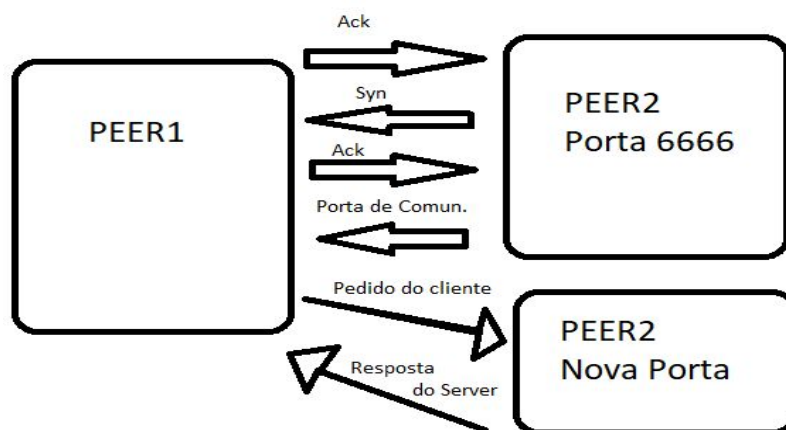 Ack
PEER1
Syn
PEER2
Porta 6666
Ack
Porta de Comun.
Pedido do cliente
PEER2
Nova Porta
Resposta
do Server